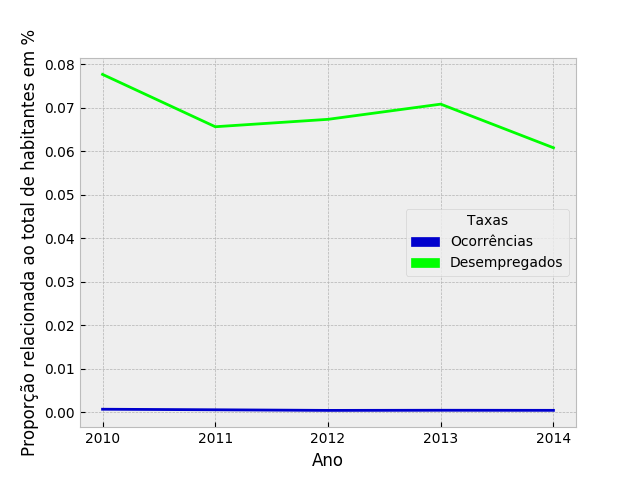 Proporção relacionada ao total de habitantes em %
0.08
0.07
0.06
0.05
0.04
0.03
0.02
0.01
0.00
Taxas
Ocorrências
Desempregados
2010 2011 2012 2013 2014
Ano